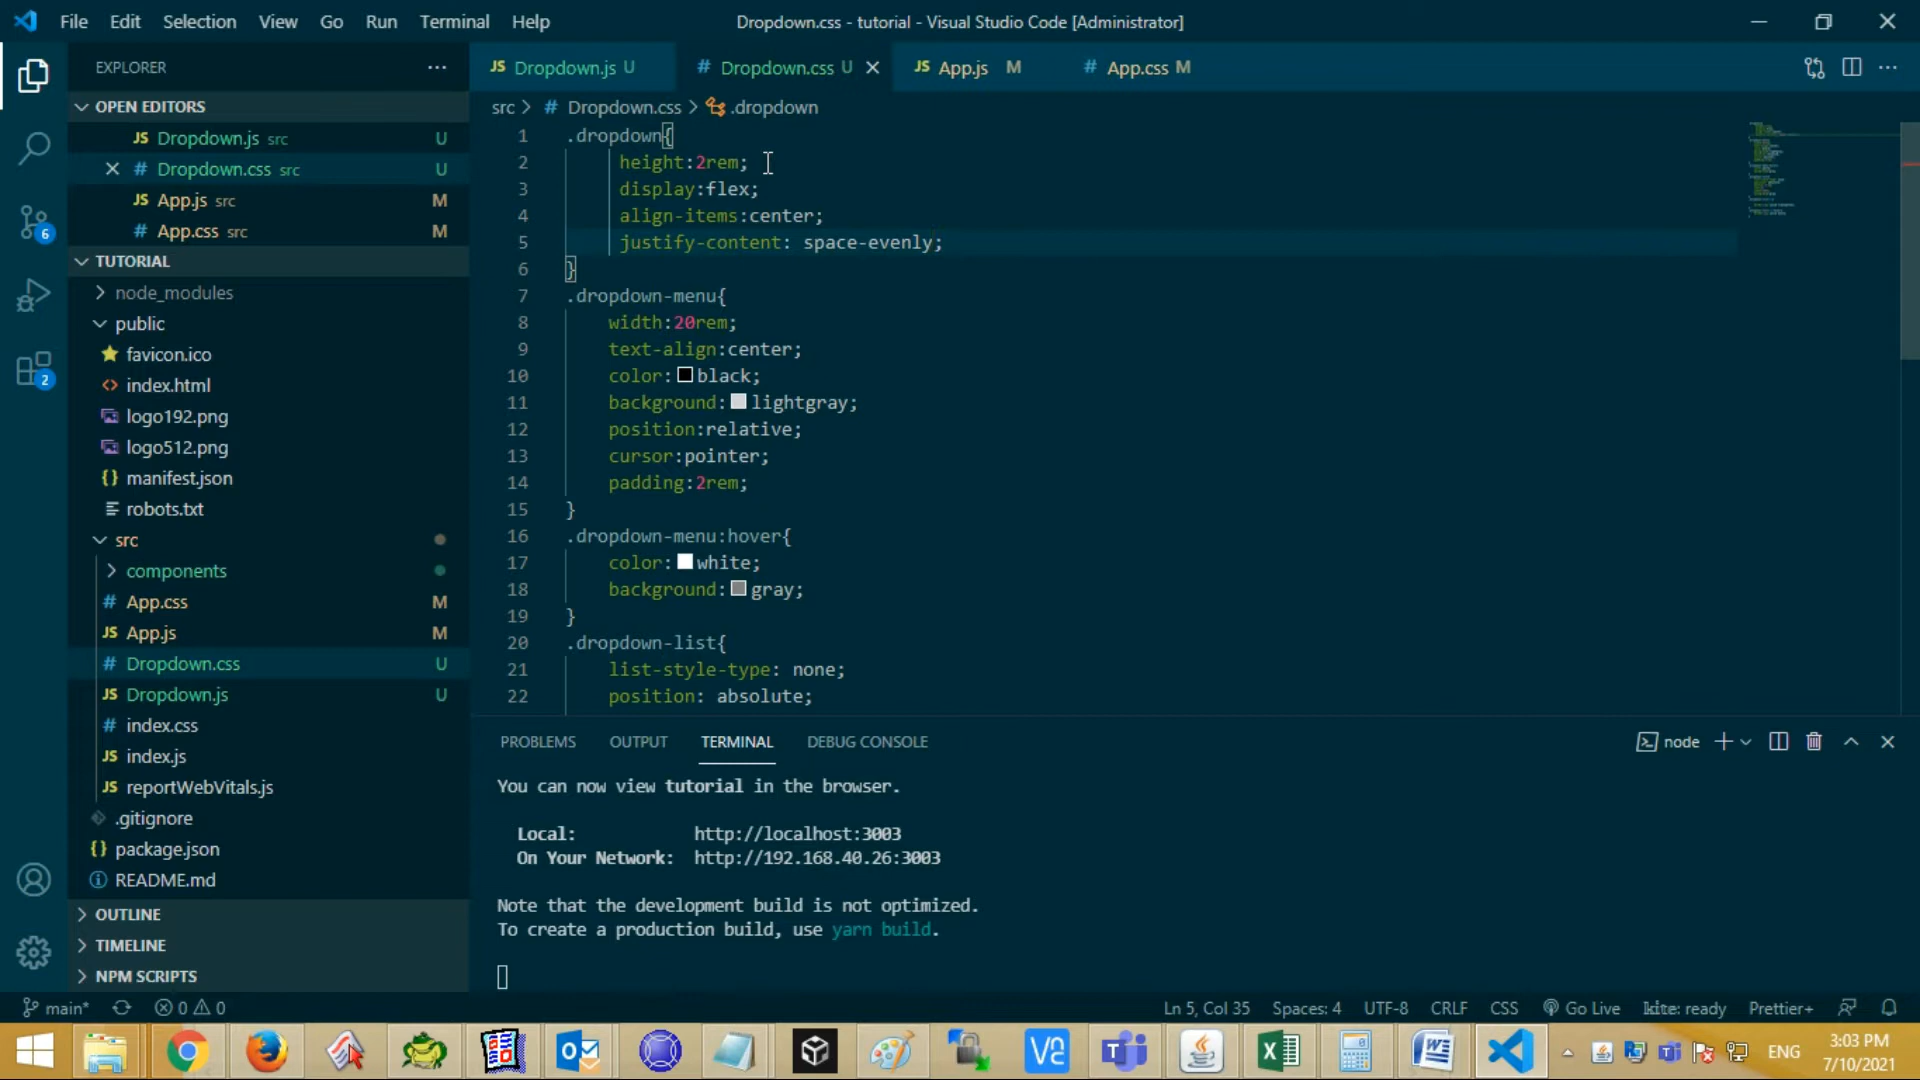 File Edit Selection View Go Run Terminal Help
Dropdown.css - tutorial - Visual Studio Code [Administrator]
EXPLORER
OPEN EDITORS
JS Dropdown.js src U
# Dropdown.css src U
JS App.js src M
# App.css src M
TUTORIAL
node_modules
public
favicon.ico
<> index.html
logo192.png
logo512.png
{} manifest.json
robots.txt
src
components
# App.css M
JS App.js M
# Dropdown.css U
JS Dropdown.js U
# index.css
JS index.js
JS reportWebVitals.js
.gitignore
{} package.json
README.md
OUTLINE
TIMELINE
NPM SCRIPTS
6
2
JS Dropdown.js U
# Dropdown.css U
JS App.js M
# App.css M
src > # Dropdown.css > .dropdown
1 .dropdown{
2 height:2rem;
3 display:flex;
4 align-items:center;
5 justify-content: space-evenly;
6 }
7 .dropdown-menu{
8 width:20rem;
9 text-align:center;
10 color:black;
11 background:lightgray;
12 position:relative;
13 cursor:pointer;
14 padding:2rem;
15 }
16 .dropdown-menu:hover{
17 color:white;
18 background:gray;
19 }
20 .dropdown-list{
21 list-style-type: none;
22 position: absolute;
PROBLEMS OUTPUT TERMINAL DEBUG CONSOLE
node
You can now view tutorial in the browser.
Local: http://localhost:3003
On Your Network: http://192.168.40.26:3003
Note that the development build is not optimized.
To create a production build, use yarn build.
main* 0 0
Ln 5, Col 35 Spaces: 4 UTF-8 CRLF CSS Go Live kite: ready Prettier+
ENG
3:03 PM
7/10/2021